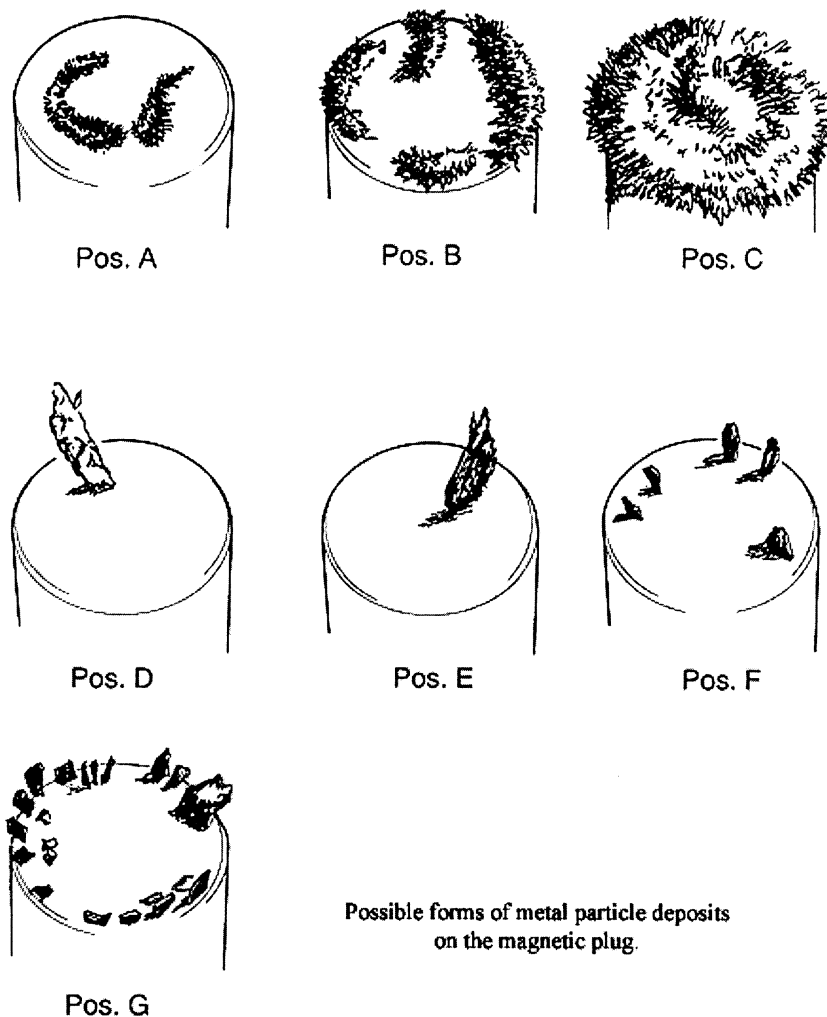 Pos. A
Pos. B
Pos. C
Pos. D
Pos. E
Pos. F
Possible forms of metal particle deposits
on the magnetic plug.
Pos. G